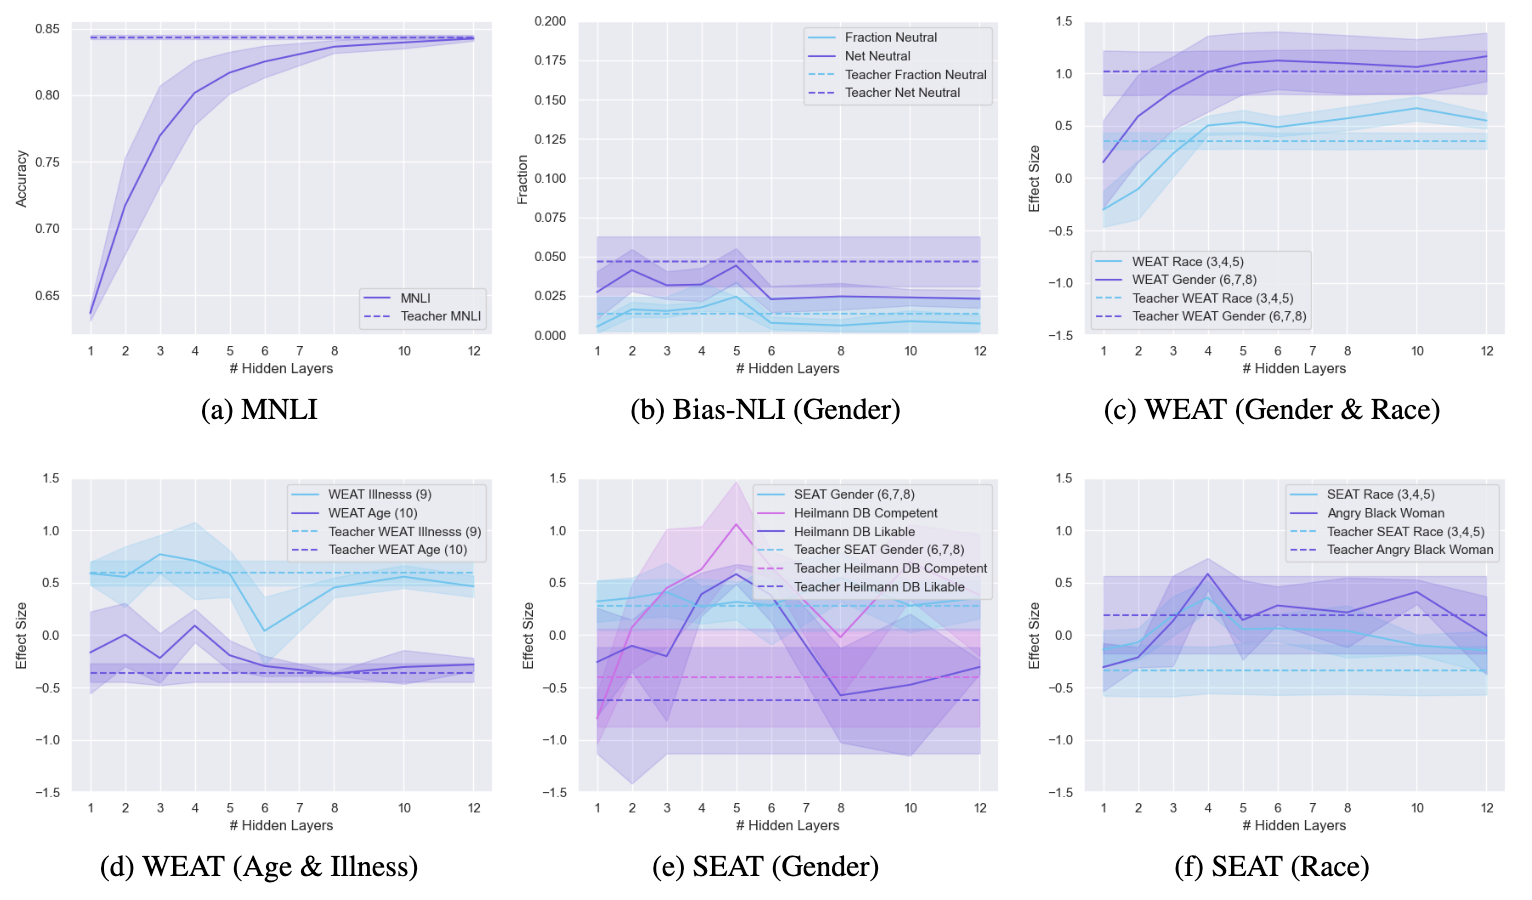 0.85
0.80
0.75
0.70
0.65
Accuracy
MNLI
Teacher MNLI
1 2 3 4 5 6 8 10 12
# Hidden Layers
(a) MNLI
0.200
0.175
0.150
0.125
0.100
0.075
0.050
0.025
0.000
Fraction
Fraction Neutral
Net Neutral
Teacher Fraction Neutral
Teacher Net Neutral
1 2 3 4 5 6 8 10 12
# Hidden Layers
(b) Bias-NLI (Gender)
1.5
1.0
0.5
0.0
−0.5
−1.0
−1.5
Effect Size
WEAT Race (3,4,5)
WEAT Gender (6,7,8)
Teacher WEAT Race (3,4,5)
Teacher WEAT Gender (6,7,8)
1 2 3 4 5 6 8 10 12
# Hidden Layers
(c) WEAT (Gender & Race)
1.5
1.0
0.5
0.0
−0.5
−1.0
−1.5
Effect Size
WEAT Illnesss (9)
WEAT Age (10)
Teacher WEAT Illnesss (9)
Teacher WEAT Age (10)
1 2 3 4 5 6 8 10 12
# Hidden Layers
(d) WEAT (Age & Illness)
1.5
1.0
0.5
0.0
−0.5
−1.0
−1.5
Effect Size
SEAT Gender (6,7,8)
Heilmann DB Competent
Heilmann DB Likable
Teacher SEAT Gender (6,7,8)
Teacher Heilmann DB Competent
Teacher Heilmann DB Likable
1 2 3 4 5 6 8 10 12
# Hidden Layers
(e) SEAT (Gender)
1.5
1.0
0.5
0.0
−0.5
−1.0
−1.5
Effect Size
SEAT Race (3,4,5)
Angry Black Woman
Teacher SEAT Race (3,4,5)
Teacher Angry Black Woman
1 2 3 4 5 6 8 10 12
# Hidden Layers
(f) SEAT (Race)